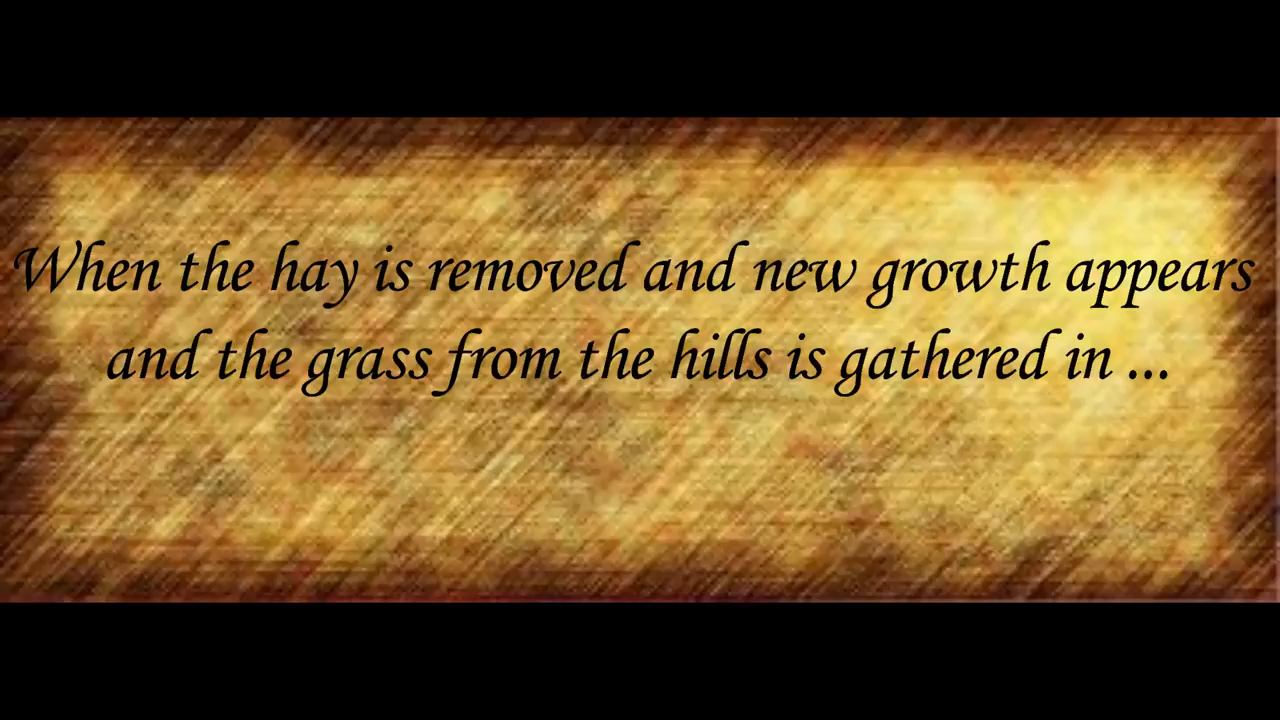 When the hay is removed and new growth appears
and the grass from the hills is gathered in ...